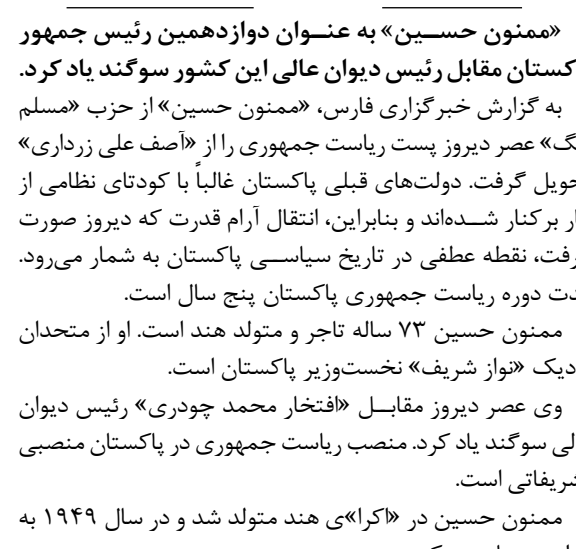 «ممنون حســین» به عنــوان دوازدهمین رئیس جمهور
پاکستان مقابل رئیس دیوان عالی این کشور سوگند یاد کرد.
به گزارش خبرگزاری فارس، «ممنون حسین» از حزب «مسلم
لیگ» عصر دیروز پست ریاست جمهوری را از «آصف علی زرداری»
تحویل گرفت. دولت‌های قبلی پاکستان غالباً با کودتای نظامی از
کار برکنار شــده‌اند و بنابراین، انتقال آرام قدرت که دیروز صورت
گرفت، نقطه عطفی در تاریخ سیاســی پاکستان به شمار می‌رود.
مدت دوره ریاست جمهوری پاکستان پنج سال است.
ممنون حسین ۷۳ ساله تاجر و متولد هند است. او از متحدان
نزدیک «نواز شریف» نخست‌وزیر پاکستان است.
وی عصر دیروز مقابــل «افتخار محمد چودری» رئیس دیوان
عالی سوگند یاد کرد. منصب ریاست جمهوری در پاکستان منصبی
تشریفاتی است.
ممنون حسین در «اکرا»ی هند متولد شد و در سال ۱۹۴۹ به